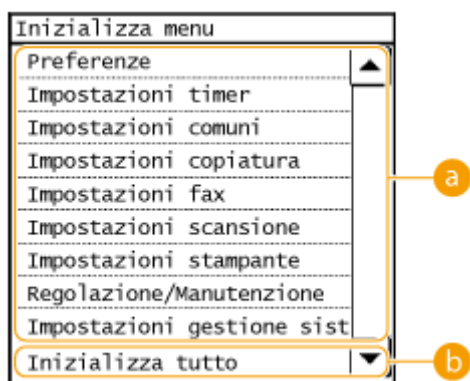 Inizializza menu
Preferenze
Impostazioni timer
Impostazioni comuni
Impostazioni copiatura
Impostazioni fax
Impostazioni scansione
Impostazioni stampante
Regolazione/Manutenzione
Impostazioni gestione sist
Inizializza tutto
a
b